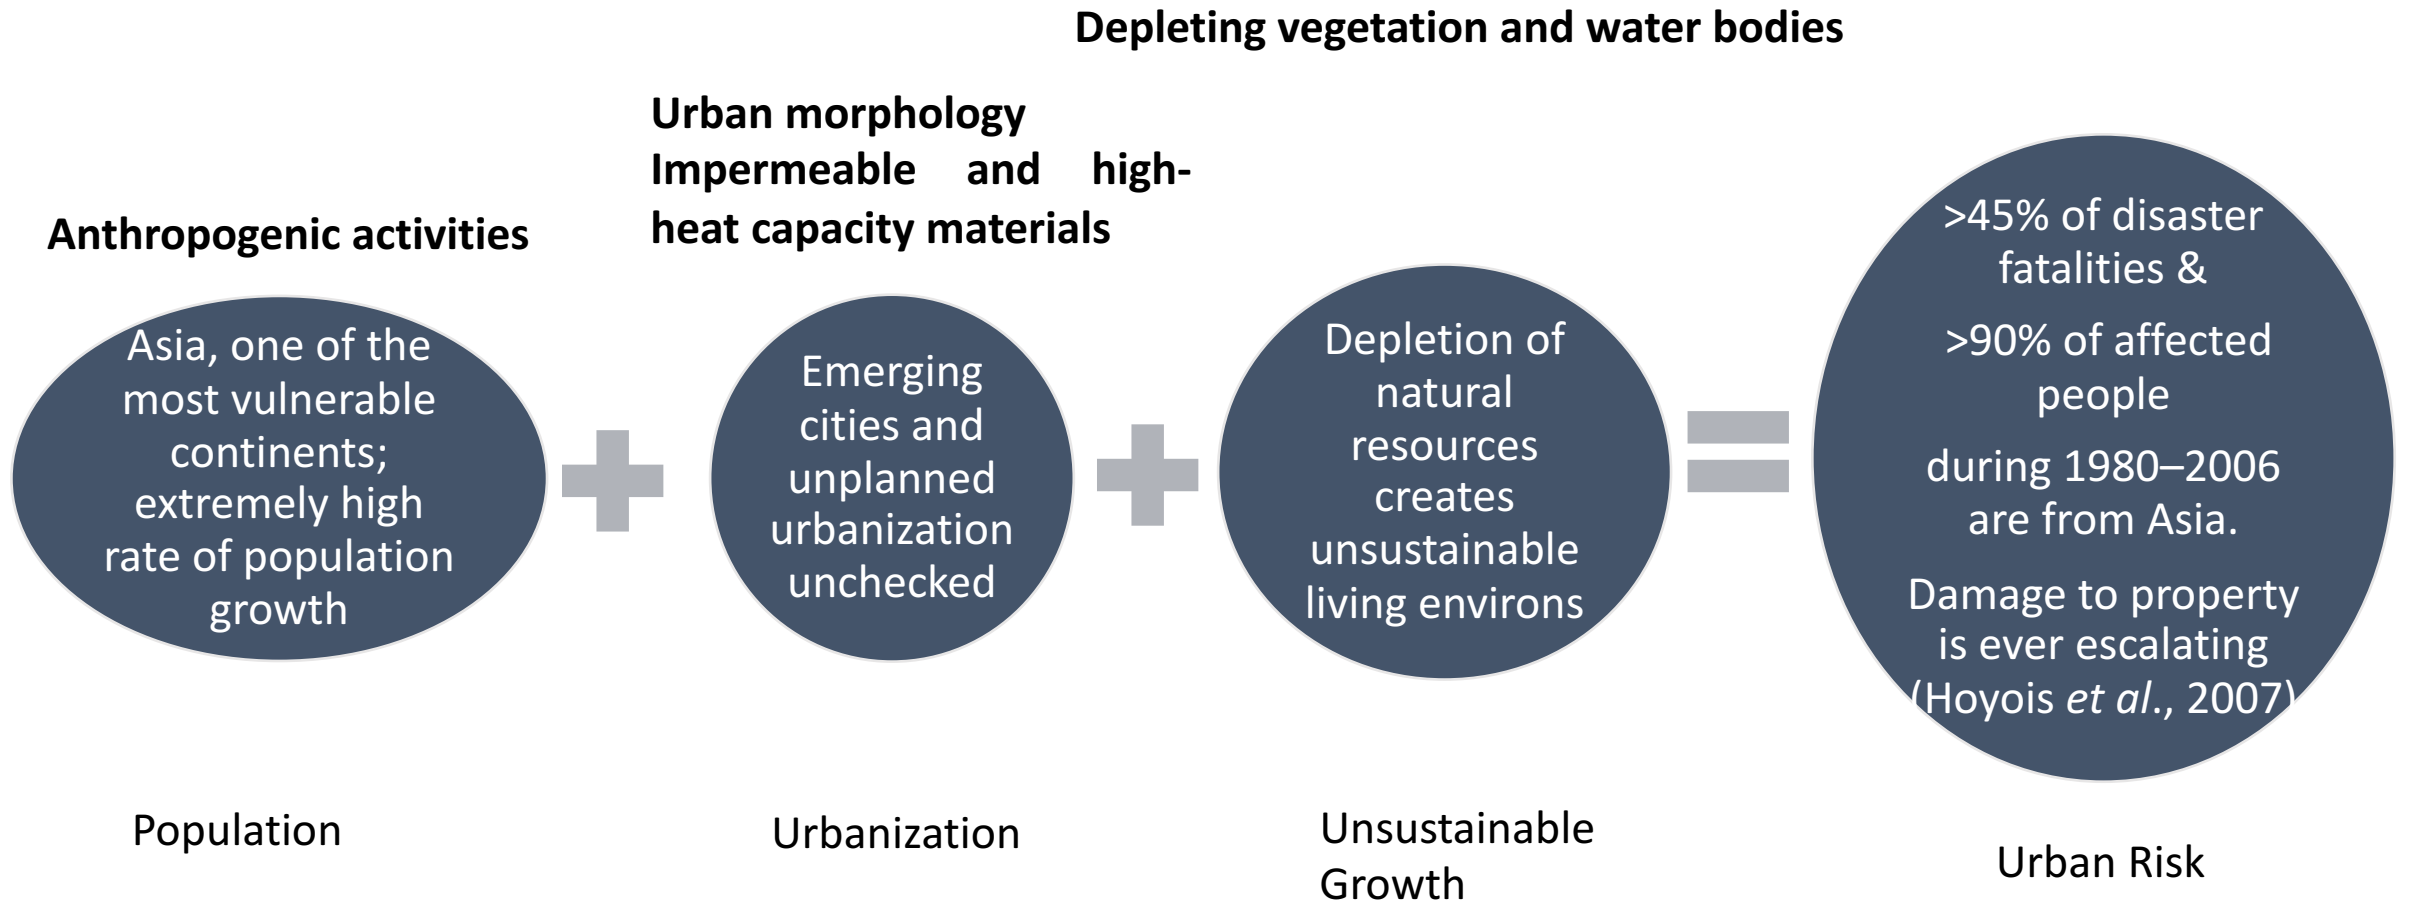 Depleting vegetation and water bodies
Urban morphology
Impermeable and high-
heat capacity materials
Anthropogenic activities
Asia, one of the
most vulnerable
continents;
extremely high
rate of population
growth
Emerging
cities and
unplanned
urbanization
unchecked
Depletion of
natural
resources
creates
unsustainable
living environs
>45% of disaster
fatalities &
>90% of affected
people
during 1980–2006
are from Asia.
Damage to property
is ever escalating
(Hoyois et al., 2007)
Population
Urbanization
Unsustainable
Growth
Urban Risk